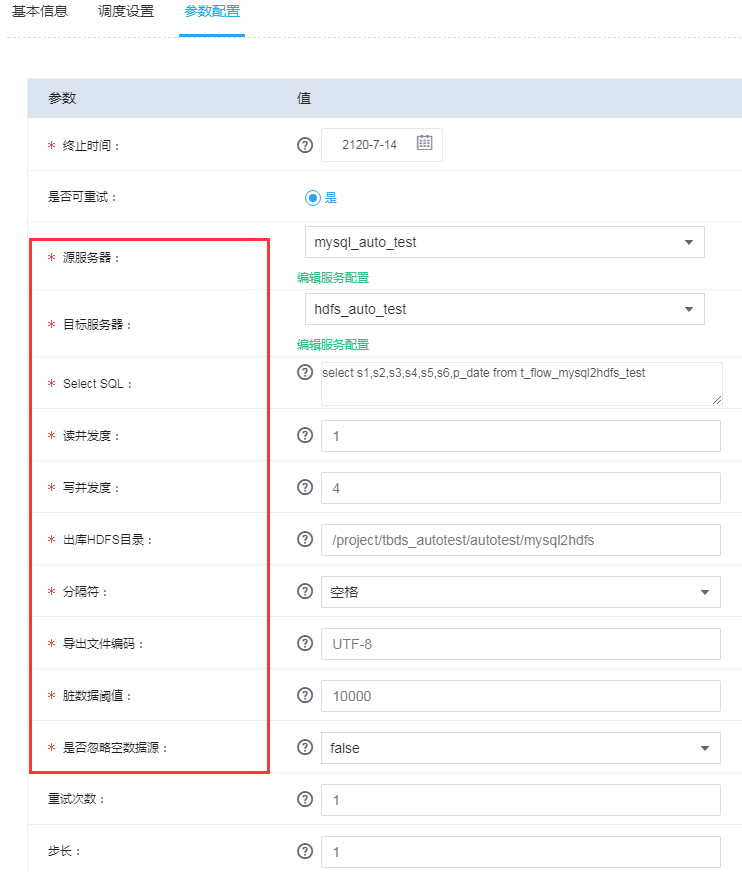 基本信息 调度设置 参数配置
参数 值
* 终止时间： 2120-7-14
是否可重试： 是
* 源服务器： mysql_auto_test
编辑服务配置
* 目标服务器： hdfs_auto_test
编辑服务配置
* Select SQL： select s1,s2,s3,s4,s5,s6,p_date from t_flow_mysql2hdfs_test
* 读并发度： 1
* 写并发度： 4
* 出库HDFS目录： /project/tbds_autotest/autotest/mysql2hdfs
* 分隔符： 空格
* 导出文件编码： UTF-8
* 脏数据阈值： 10000
* 是否忽略空数据源： false
重试次数： 1
步长： 1